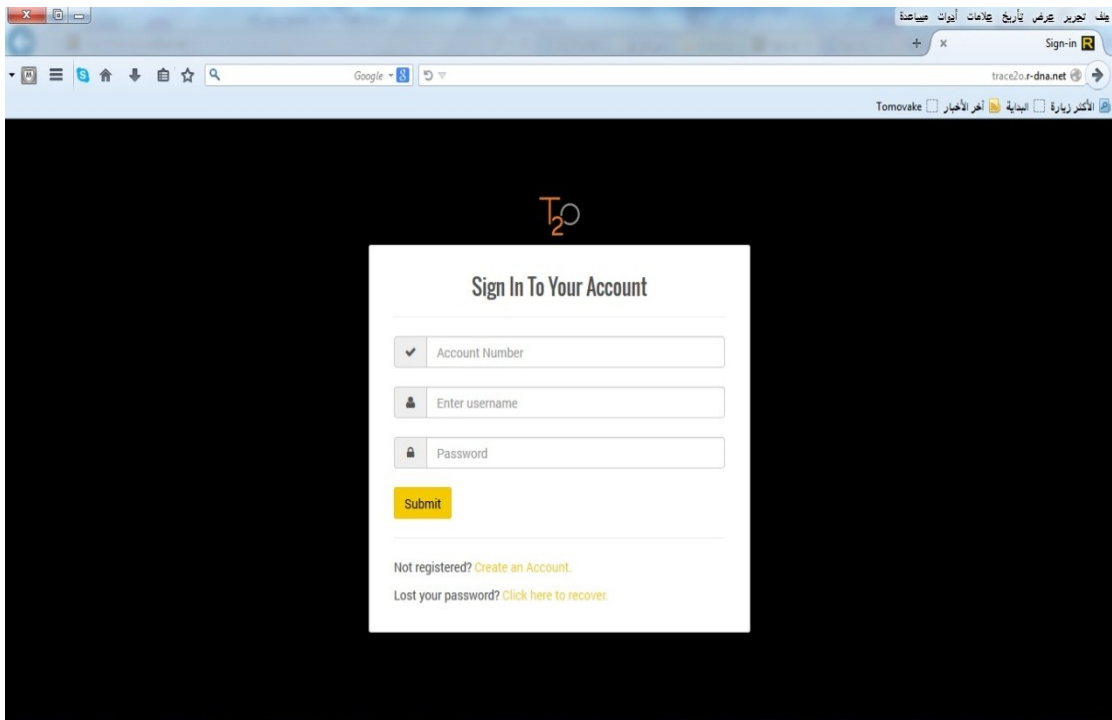 ملف تحرير عرض تأريخ علامات أدوات مساعدة
Sign-in
Google
trace2o.r-dna.net
الأكثر زيارة البداية آخر الأخبار Tomovake
T2O
Sign In To Your Account
Account Number
Enter username
Password
Submit
Not registered? Create an Account.
Lost your password? Click here to recover.